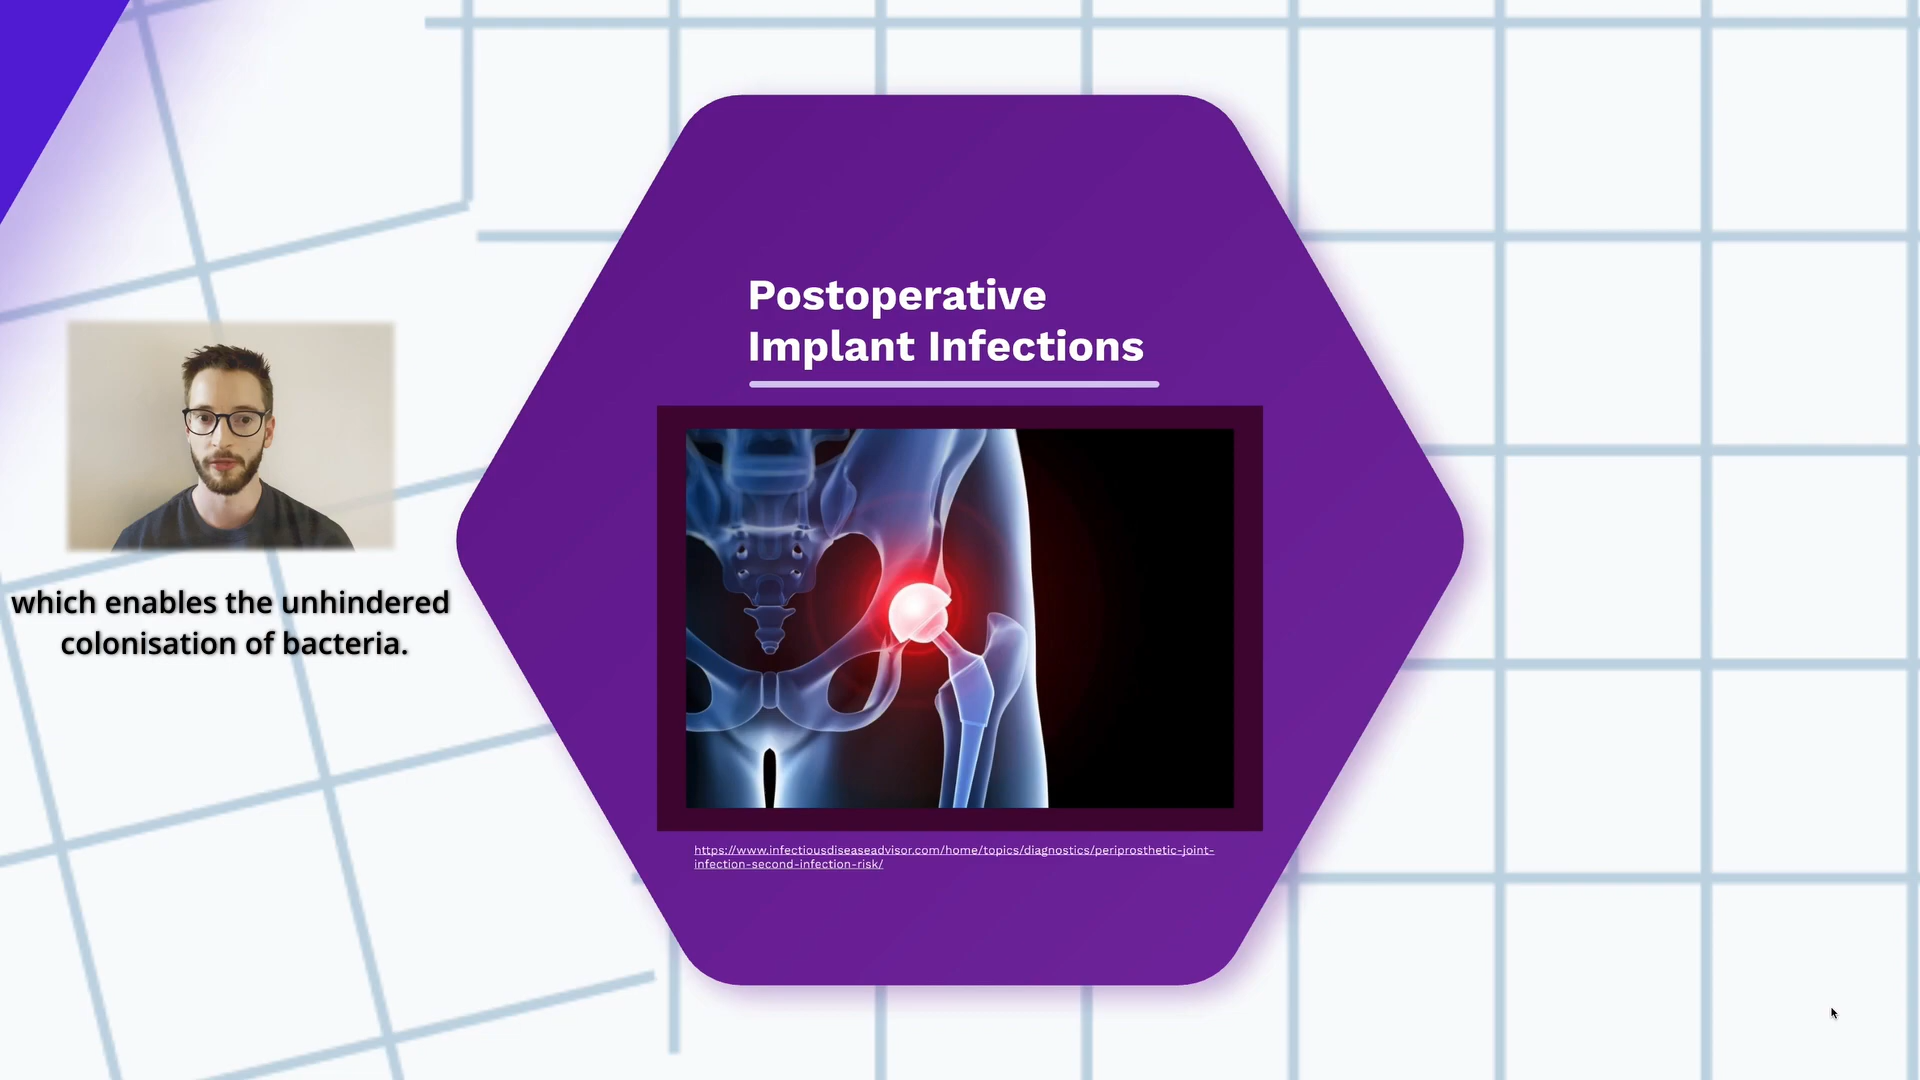 Postoperative
Implant Infections
which enables the unhindered
colonisation of bacteria.
https://www.infectiousdiseaseadvisor.com/home/topics/diagnostics/periprosthetic-joint-
infection-second-infection-risk/